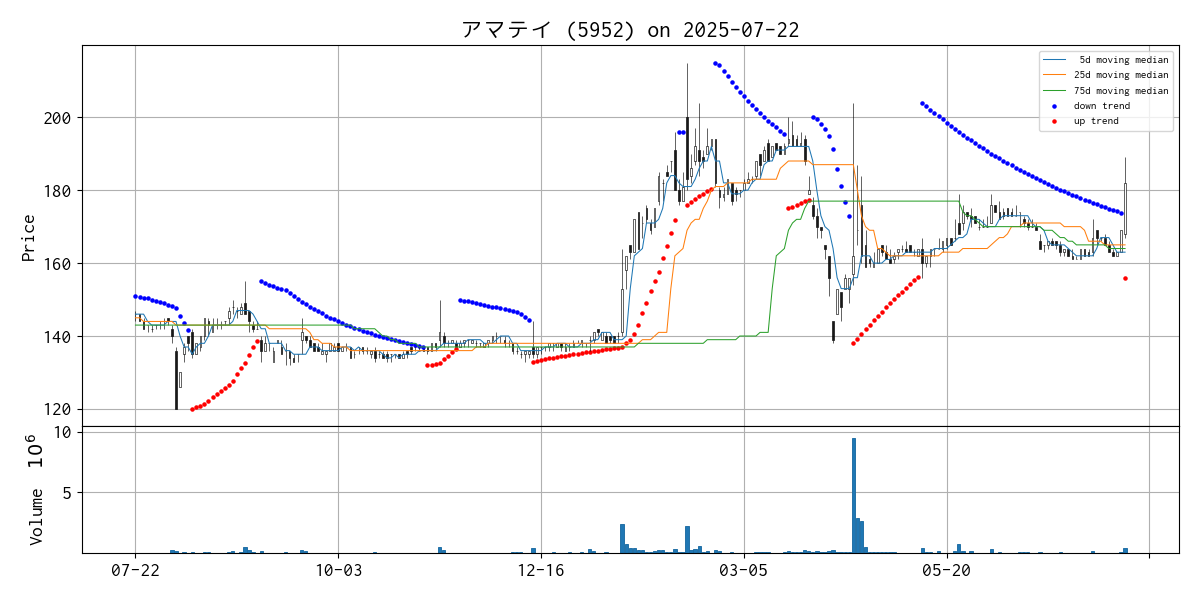 アマテイ (5952) on 2025-07-22
5d moving median
25d moving median
75d moving median
down trend
up trend
Price
200
180
160
140
120
Volume 10^6
10
5
07-22
10-03
12-16
03-05
05-20